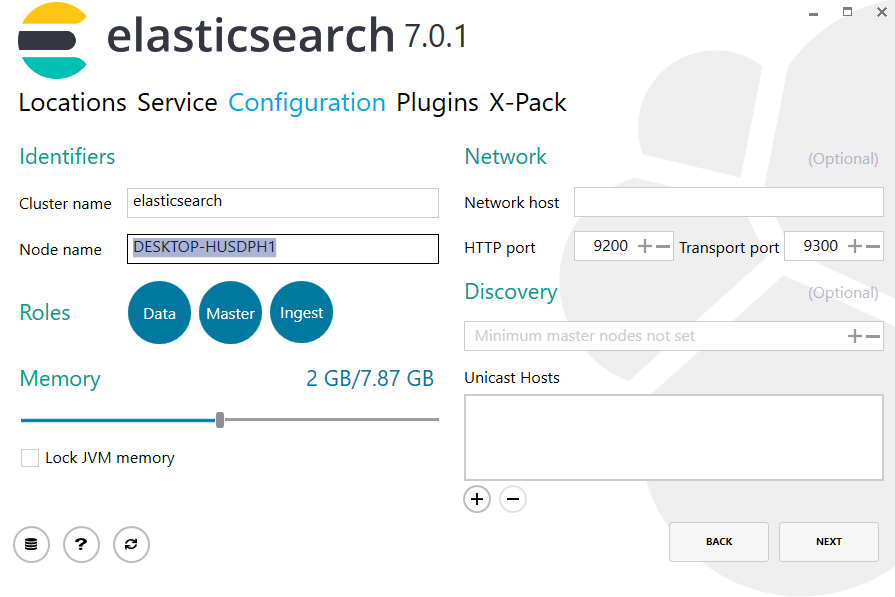 elasticsearch 7.0.1
Locations Service Configuration Plugins X-Pack
Identifiers
Cluster name elasticsearch
Node name DESKTOP-HUSDPH1
Roles Data Master Ingest
Memory 2 GB/7.87 GB
Lock JVM memory
Network (Optional)
Network host
HTTP port 9200 Transport port 9300
Discovery (Optional)
Minimum master nodes not set
Unicast Hosts
?
BACK NEXT